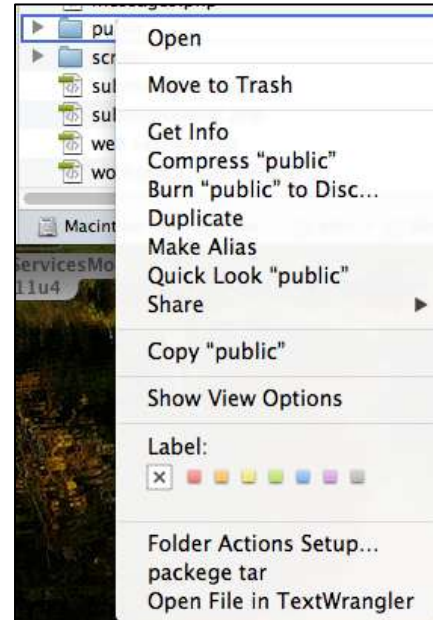 pu
Open
scr
sul
Move to Trash
sul
Get Info
we
Compress “public”
wo
Burn “public” to Disc...
Duplicate
Macint
Make Alias
Quick Look “public”
ServicesMo
11u4
Share
Copy “public”
Show View Options
Label:
Folder Actions Setup...
packege tar
Open File in TextWrangler